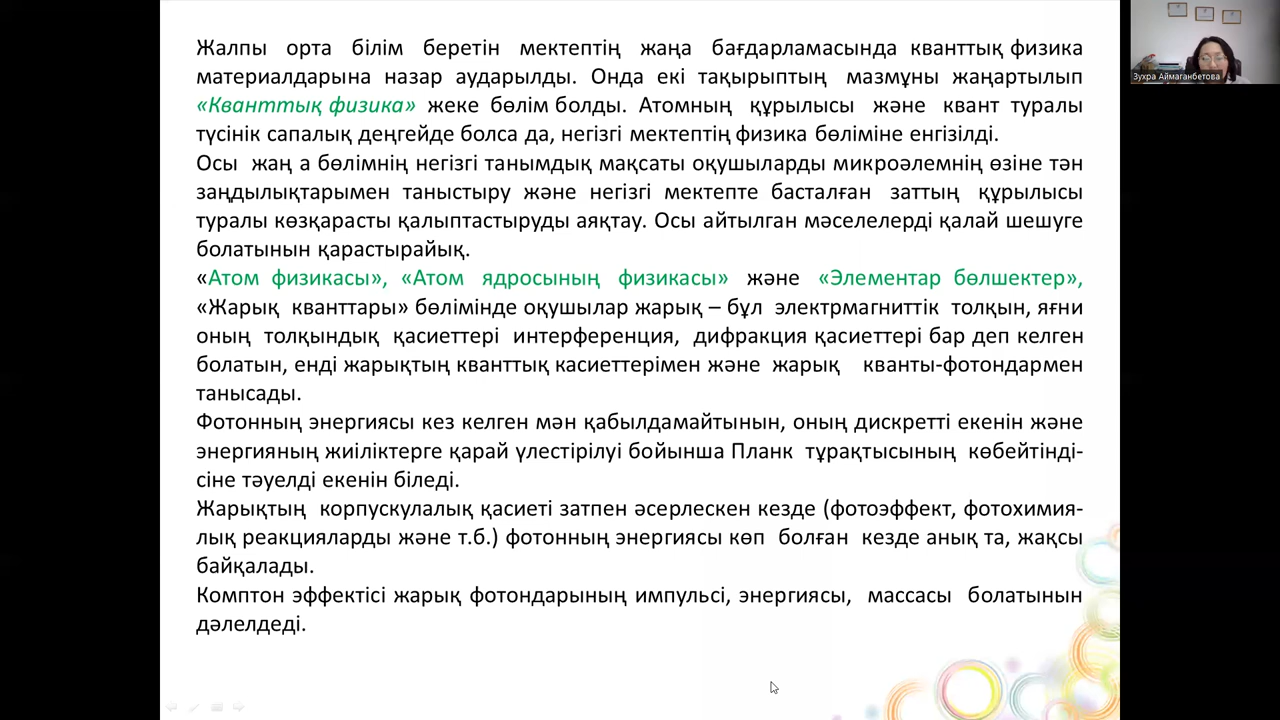 Жалпы орта білім беретін мектептің жаңа бағдарламасында кванттық физика
материалдарына назар аударылды. Онда екі тақырыптың мазмұны жаңартылып
«Кванттық физика» жеке бөлім болды. Атомның құрылысы және квант туралы
түсінік сапалық деңгейде болса да, негізгі мектептің физика бөліміне енгізілді.
Осы жаң а бөлімнің негізгі танымдық мақсаты оқушыларды микроәлемнің өзіне тән
заңдылықтарымен таныстыру және негізгі мектепте басталған заттың құрылысы
туралы көзқарасты қалыптастыруды аяқтау. Осы айтылган мәселелерді қалай шешуге
болатынын қарастырайық.
«Атом физикасы», «Атом ядросының физикасы» және «Элементар бөлшектер»,
«Жарық кванттары» бөлімінде оқушылар жарық – бұл электрмагниттік толқын, яғни
оның толқындық қасиеттері интерференция, дифракция қасиеттері бар деп келген
болатын, енді жарықтың кванттық касиеттерімен және жарық кванты-фотондармен
танысады.
Фотонның энергиясы кез келген мән қабылдамайтынын, оның дискретті екенін және
энергияның жиіліктерге қарай үлестірілуі бойынша Планк тұрақтысының көбейтінді-
сіне тәуелді екенін біледі.
Жарықтың корпускулалық қасиеті затпен әсерлескен кезде (фотоэффект, фотохимия-
лық реакцияларды және т.б.) фотонның энергиясы көп болған кезде анық та, жақсы
байқалады.
Комптон эффектісі жарық фотондарының импульсі, энергиясы, массасы болатынын
дәлелдеді.
Зухра Аймаганбетова